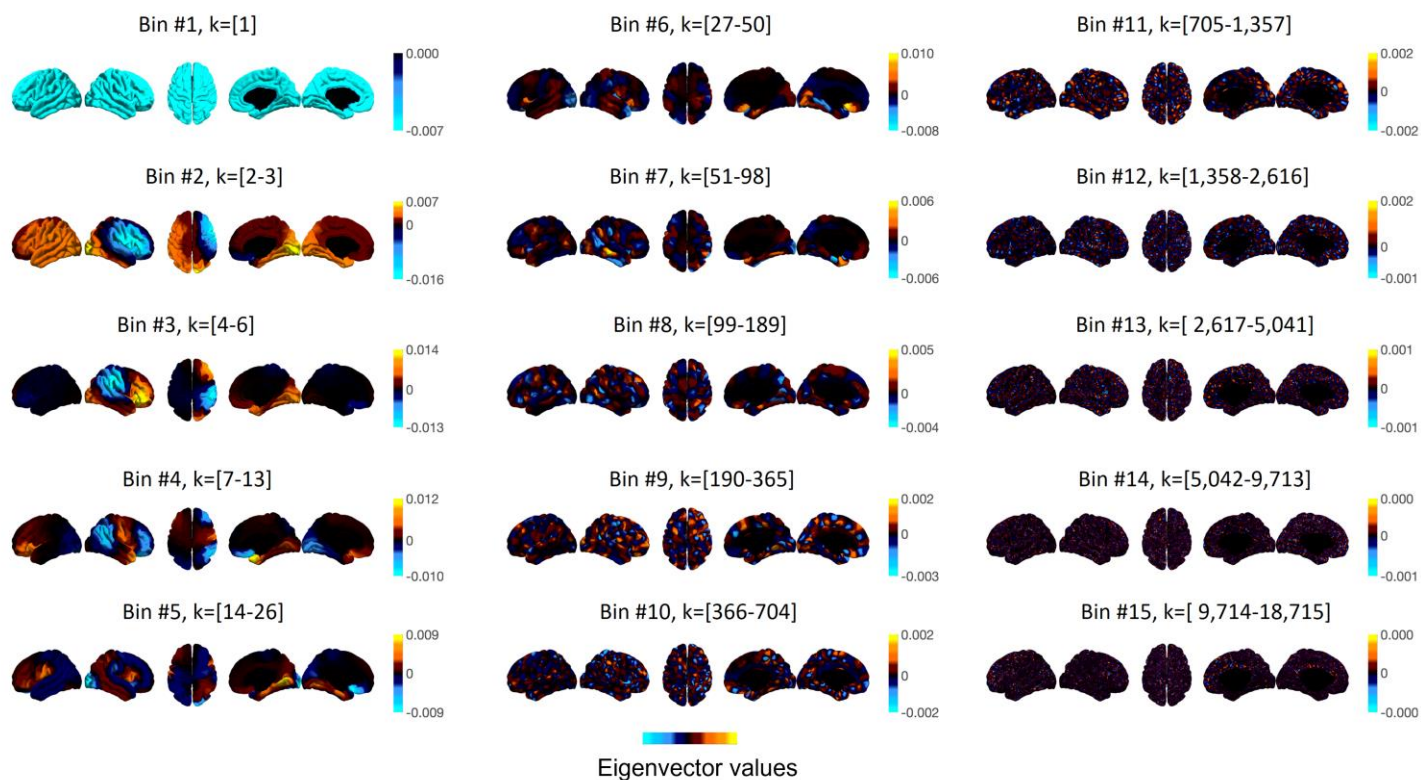 Bin #1, k=[1]
0.000
-0.007
Bin #2, k=[2-3]
0.007
0
-0.016
Bin #3, k=[4-6]
0.014
0
-0.013
Bin #4, k=[7-13]
0.012
0
-0.010
Bin #5, k=[14-26]
0.009
0
-0.009
Bin #6, k=[27-50]
0.010
0
-0.008
Bin #7, k=[51-98]
0.006
0
-0.006
Bin #8, k=[99-189]
0.005
0
-0.004
Bin #9, k=[190-365]
0.002
0
-0.003
Bin #10, k=[366-704]
0.002
0
-0.002
Bin #11, k=[705-1,357]
0.002
0
-0.002
Bin #12, k=[1,358-2,616]
0.002
0
-0.001
Bin #13, k=[ 2,617-5,041]
0.001
0
-0.001
Bin #14, k=[5,042-9,713]
0.000
0
-0.001
Bin #15, k=[ 9,714-18,715]
0.000
0
-0.000
Eigenvector values